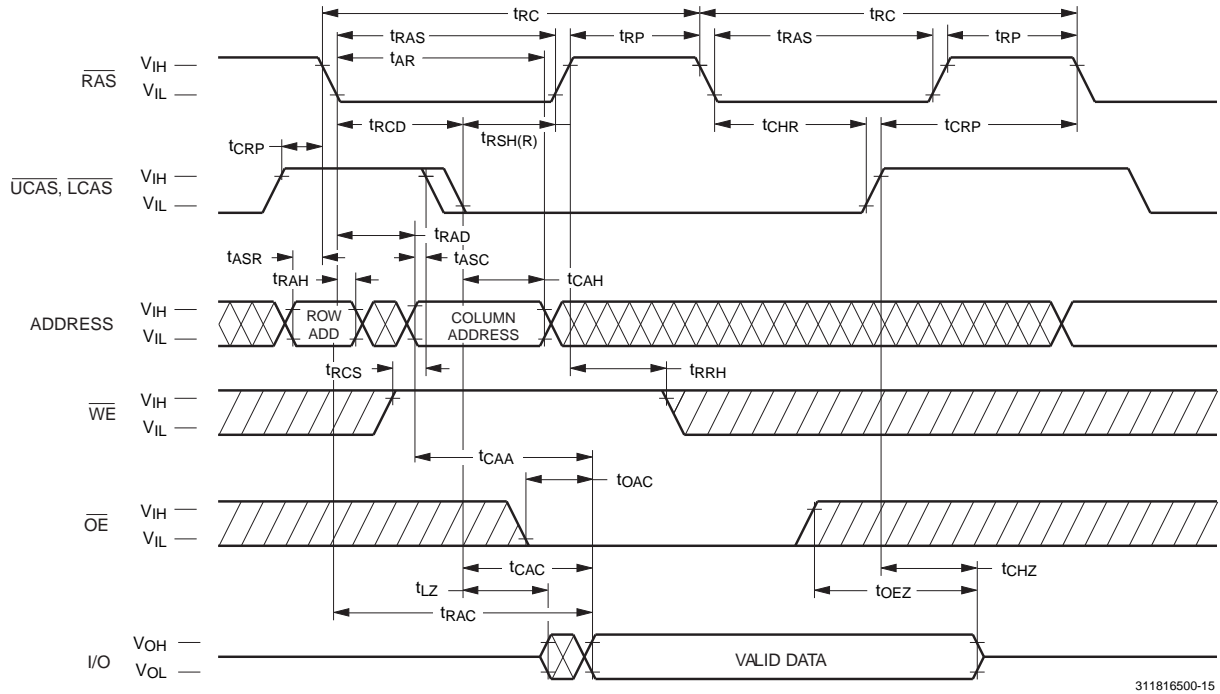 tRC tRC
tRAS tRP tRAS tRP
tAR
RAS VIH
VIL
tRCD tRSH(R) tCHR tCRP
tCRP
UCAS, LCAS VIH
VIL
tRAD
tASR tASC
tRAH tCAH
ADDRESS VIH
VIL
ROW
ADD
COLUMN
ADDRESS
tRCS tRRH
WE VIH
VIL
tCAA
tOAC
OE VIH
VIL
tCAC tCHZ
tLZ tOEZ
tRAC
I/O VOH
VOL
VALID DATA
311816500-15